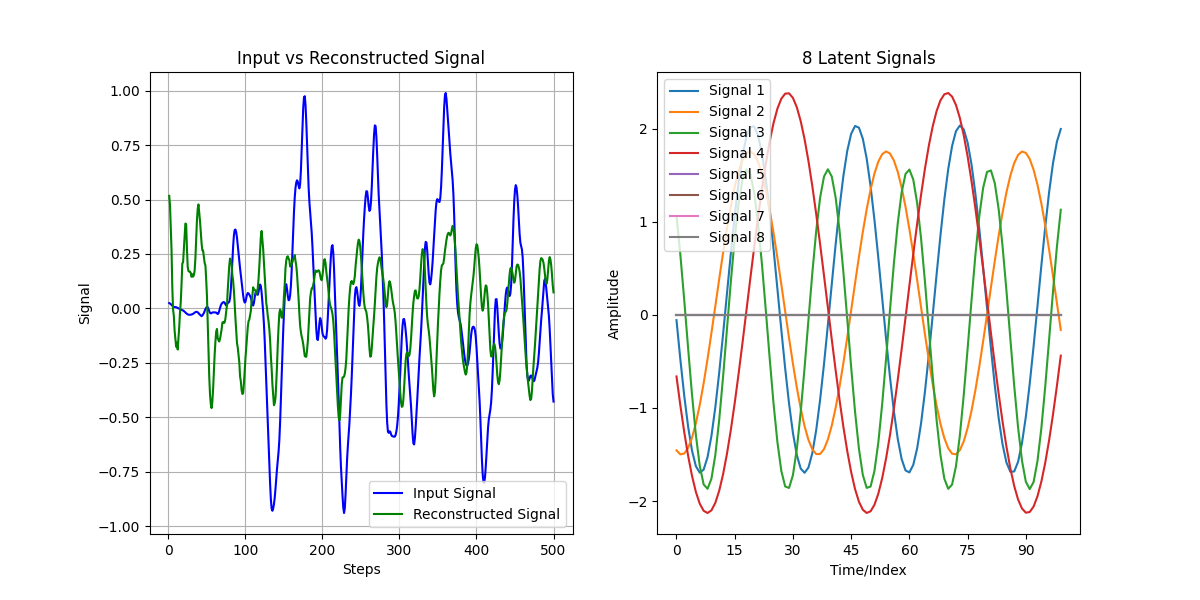 Input vs Reconstructed Signal
1.00
0.75
0.50
0.25
0.00
−0.25
−0.50
−0.75
−1.00
Signal
0
100
200
300
400
500
Steps
Input Signal
Reconstructed Signal
8 Latent Signals
2
1
0
−1
−2
Amplitude
0
15
30
45
60
75
90
Time/Index
Signal 1
Signal 2
Signal 3
Signal 4
Signal 5
Signal 6
Signal 7
Signal 8